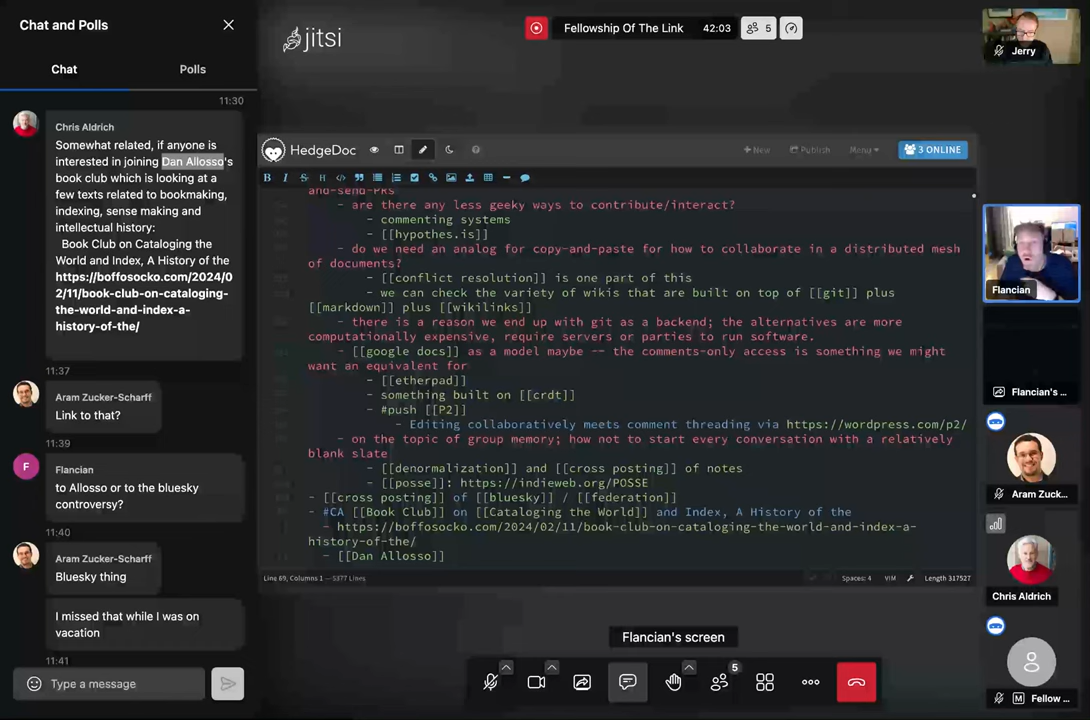 Chat and Polls
Chat
Polls
11:30
Chris Aldrich
Somewhat related, if anyone is
interested in joining Dan Allosso's
book club which is looking at a
few texts related to bookmaking,
indexing, sense making and
intellectual history:
Book Club on Cataloging the
World and Index, A History of the
https://boffosocko.com/2024/0
2/11/book-club-on-cataloging-
the-world-and-index-a-
history-of-the/
11:37
Aram Zucker-Scharff
Link to that?
11:39
F
Flancian
to Allosso or to the bluesky
controversy?
11:40
Aram Zucker-Scharff
Bluesky thing
I missed that while I was on
vacation
11:41
Type a message
jitsi
Fellowship Of The Link
42:03
5
HedgeDoc
New
Publish
Menu
3 ONLINE
B I S H </>
and-send-PRs
- are there any less geeky ways to contribute/interact?
- commenting systems
- [[hypothes.is]]
- do we need an analog for copy-and-paste for how to collaborate in a distributed mesh
of documents?
- [[conflict resolution]] is one part of this
- we can check the variety of wikis that are built on top of [[git]] plus
[[markdown]] plus [[wikilinks]]
- there is a reason we end up with git as a backend; the alternatives are more
computationally expensive, require servers or parties to run software.
- [[google docs]] as a model maybe -- the comments-only access is something we might
want an equivalent for
- [[etherpad]]
- something built on [[crdt]]
- #push [[P2]]
- Editing collaboratively meets comment threading via https://wordpress.com/p2/
- on the topic of group memory; how not to start every conversation with a relatively
blank slate
- [[denormalization]] and [[cross posting]] of notes
- [[posse]]: https://indieweb.org/POSSE
- [[cross posting]] of [[bluesky]] / [[federation]]
- #CA [[Book Club]] on [[Cataloging the World]] and Index, A History of the
- https://boffosocko.com/2024/02/11/book-club-on-cataloging-the-world-and-index-a-
history-of-the/
- [[Dan Allosso]]
Line 69, Columns 1 — 5377 Lines
Spaces: 4
VIM
Length 317527
Flancian's screen
5
Jerry
Flancian
Flancian's ...
Aram Zuck...
Chris Aldrich
M Fellow ...